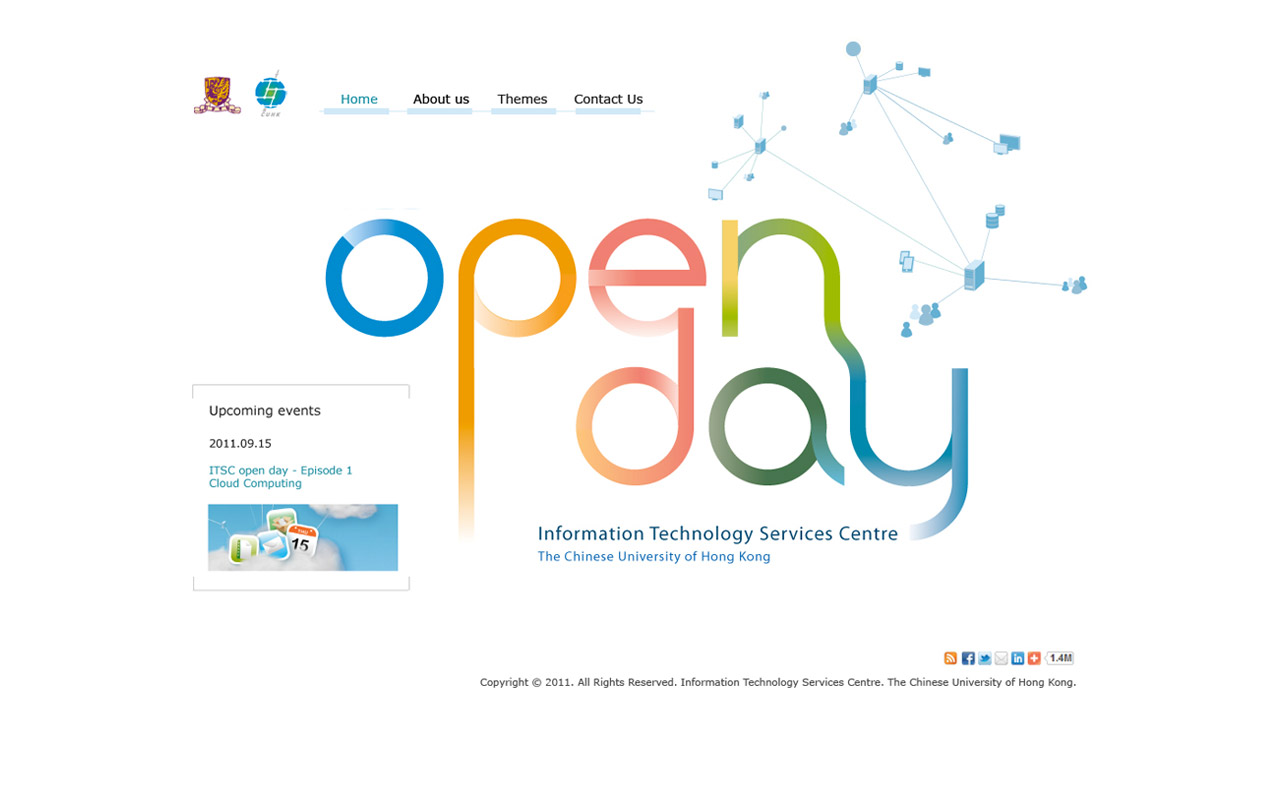 Home
About us
Themes
Contact Us
open
day
Information Technology Services Centre
The Chinese University of Hong Kong
Upcoming events
2011.09.15
ITSC open day - Episode 1
Cloud Computing
15
1.4M
Copyright © 2011. All Rights Reserved. Information Technology Services Centre. The Chinese University of Hong Kong.